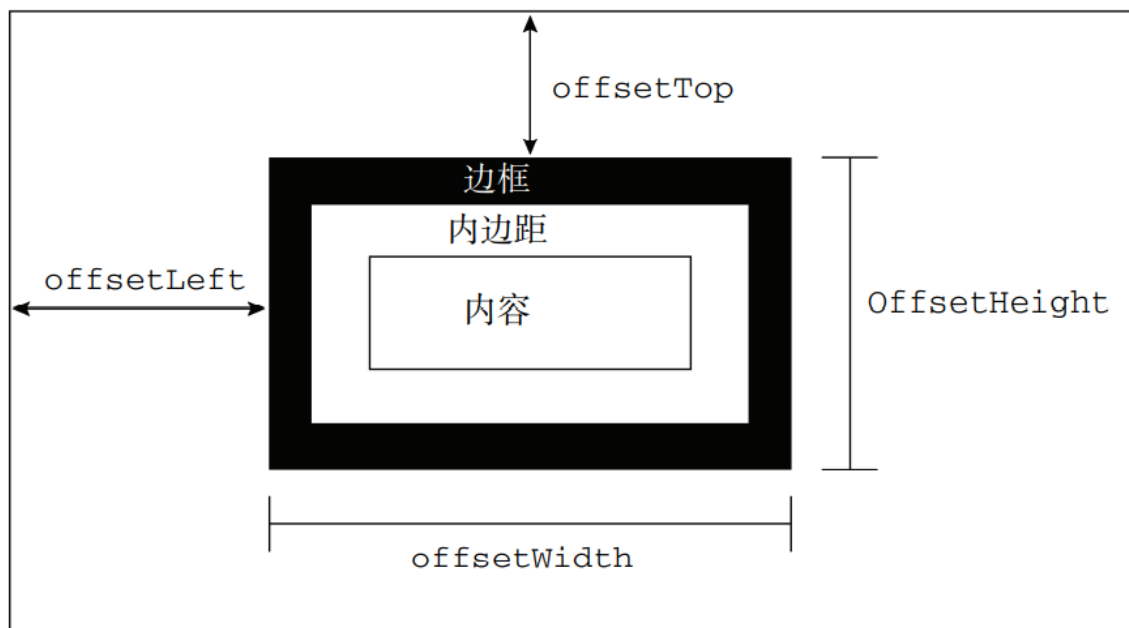 offsetTop
边框
内边距
offsetLeft
内容
OffsetHeight
offsetWidth